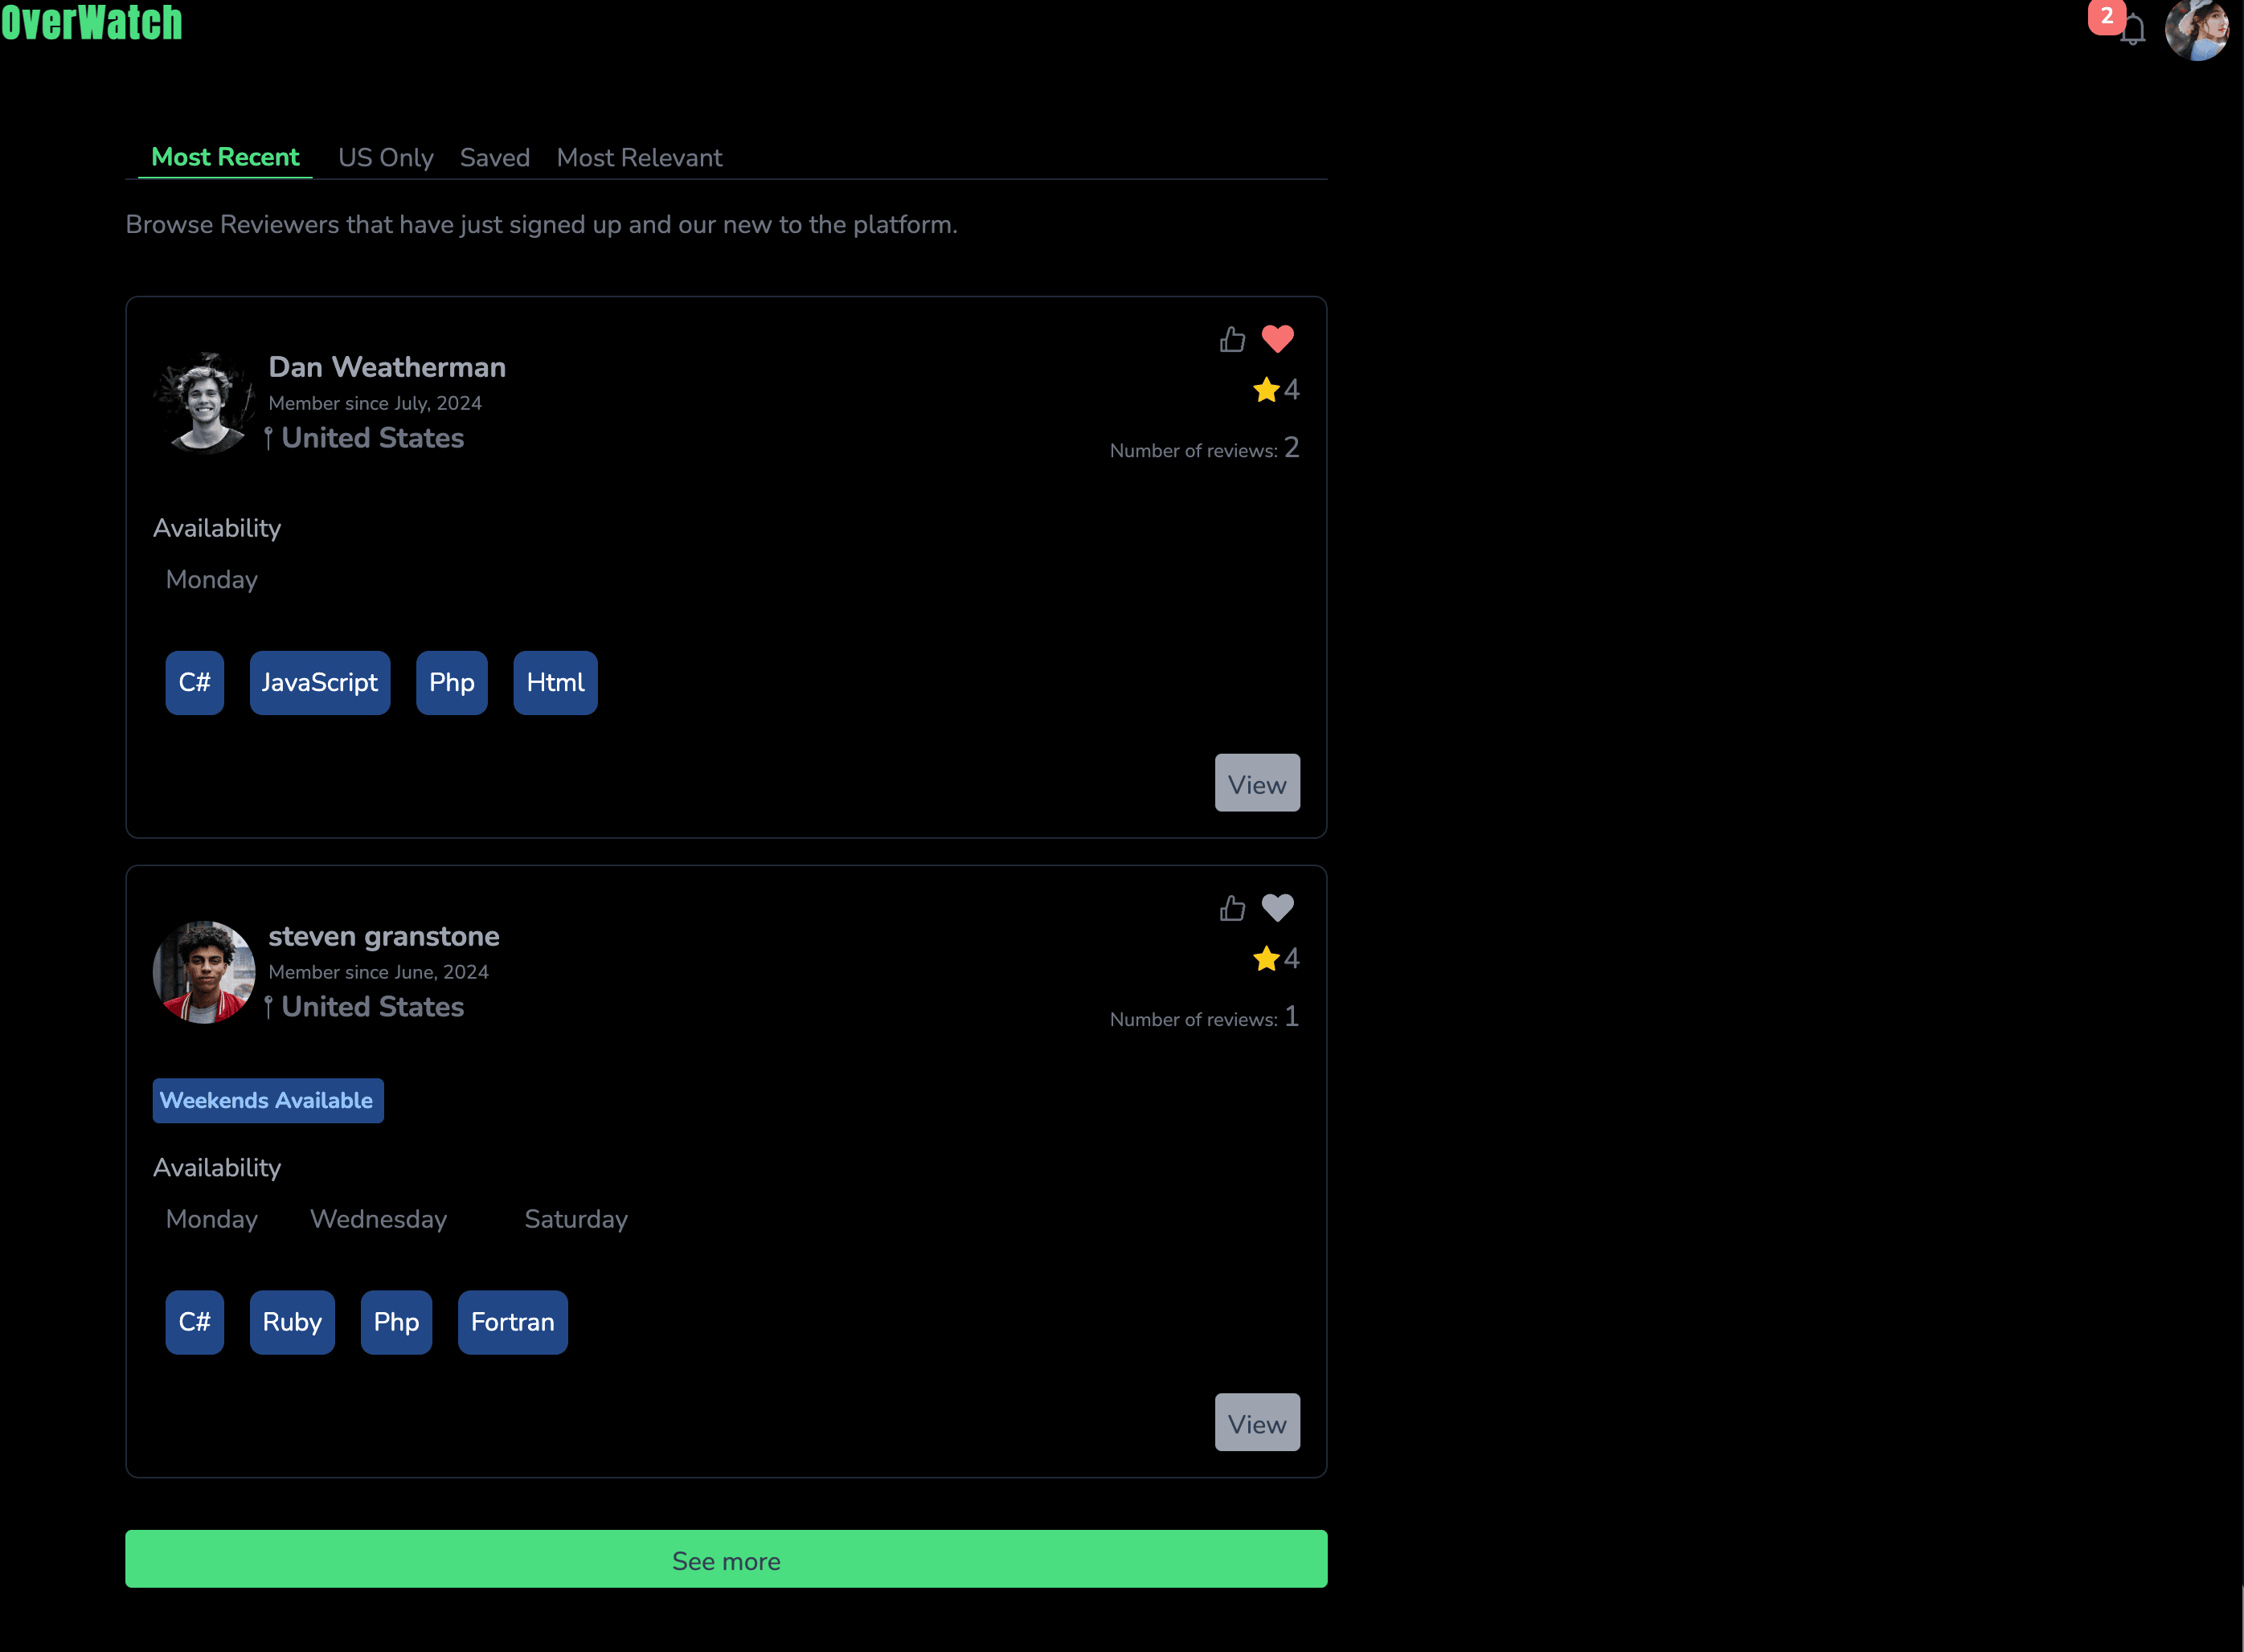 OverWatch
2
Most Recent US Only Saved Most Relevant
Browse Reviewers that have just signed up and our new to the platform.
Dan Weatherman
Member since July, 2024
United States
4
Number of reviews: 2
Availability
Monday
C# JavaScript Php Html
View
steven granstone
Member since June, 2024
United States
4
Number of reviews: 1
Weekends Available
Availability
Monday Wednesday Saturday
C# Ruby Php Fortran
View
See more